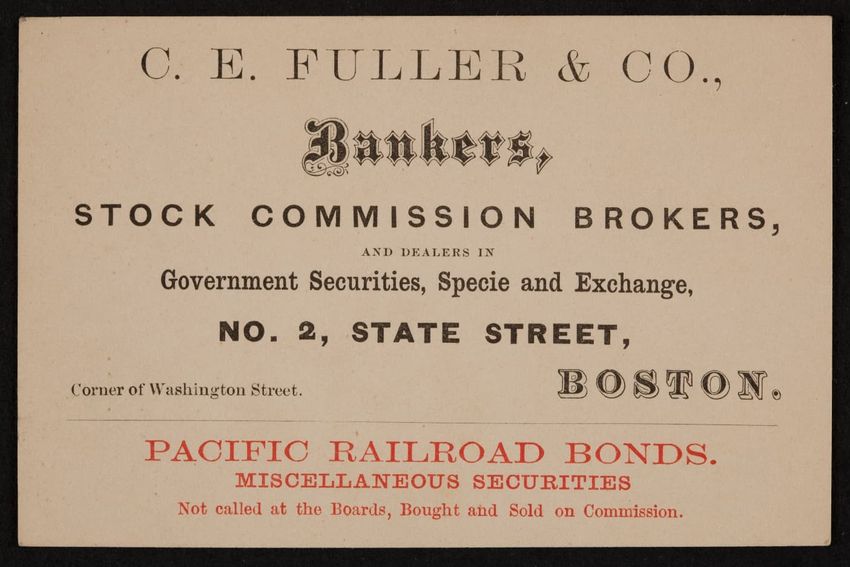 C. E. FULLER & CO.,
Bankers,
STOCK COMMISSION BROKERS,
AND DEALERS IN
Government Securities, Specie and Exchange,
NO. 2, STATE STREET,
Corner of Washington Street.
BOSTON.
PACIFIC RAILROAD BONDS.
MISCELLANEOUS SECURITIES
Not called at the Boards, Bought and Sold on Commission.